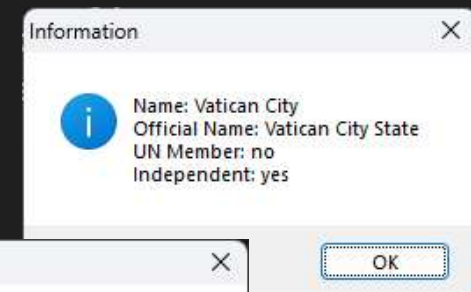 Information
Name: Vatican City
Official Name: Vatican City State
UN Member: no
Independent: yes
OK